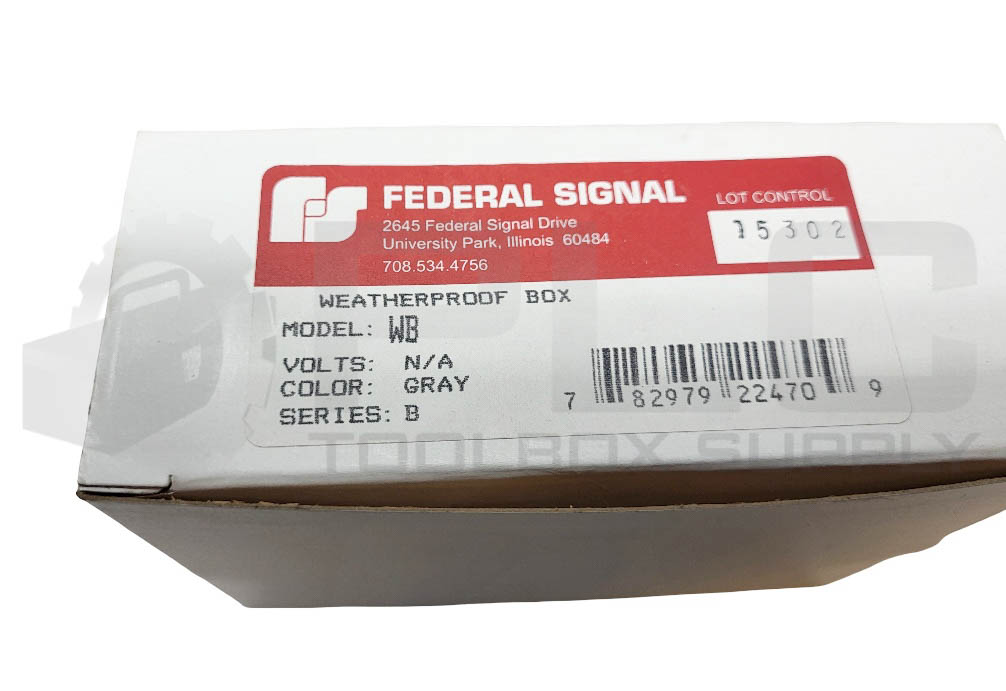 FEDERAL SIGNAL
2645 Federal Signal Drive
University Park, Illinois 60484
708.534.4756
LOT CONTROL
15302
WEATHERPROOF BOX
MODEL: WB
VOLTS: N/A
COLOR: GRAY
SERIES: B
7 82979 22470 9
PLC
TOOLBOX SUPPLY